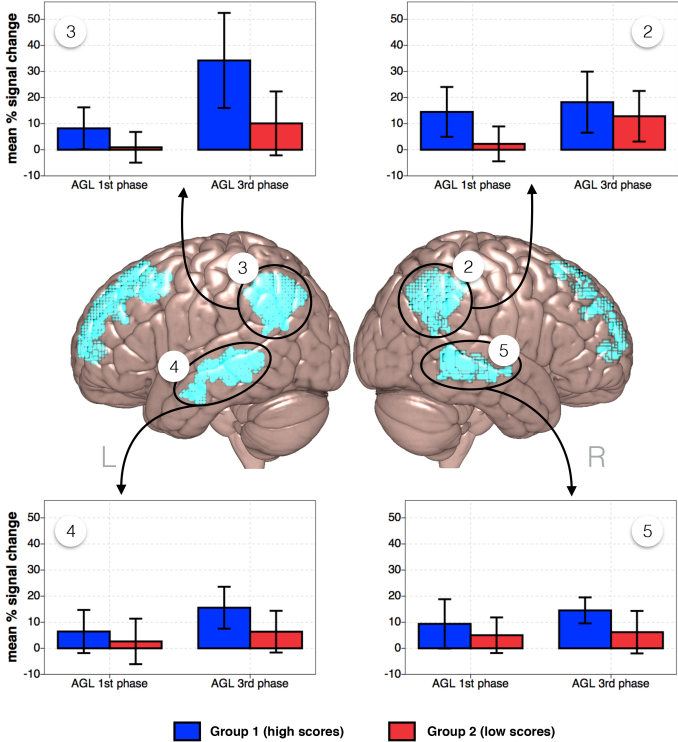 mean % signal change
50
40
30
20
10
0
-10
3
AGL 1st phase
AGL 3rd phase
50
40
30
20
10
0
-10
2
AGL 1st phase
AGL 3rd phase
3
2
4
5
L
R
mean % signal change
50
40
30
20
10
0
-10
4
AGL 1st phase
AGL 3rd phase
50
40
30
20
10
0
-10
5
AGL 1st phase
AGL 3rd phase
Group 1 (high scores)
Group 2 (low scores)